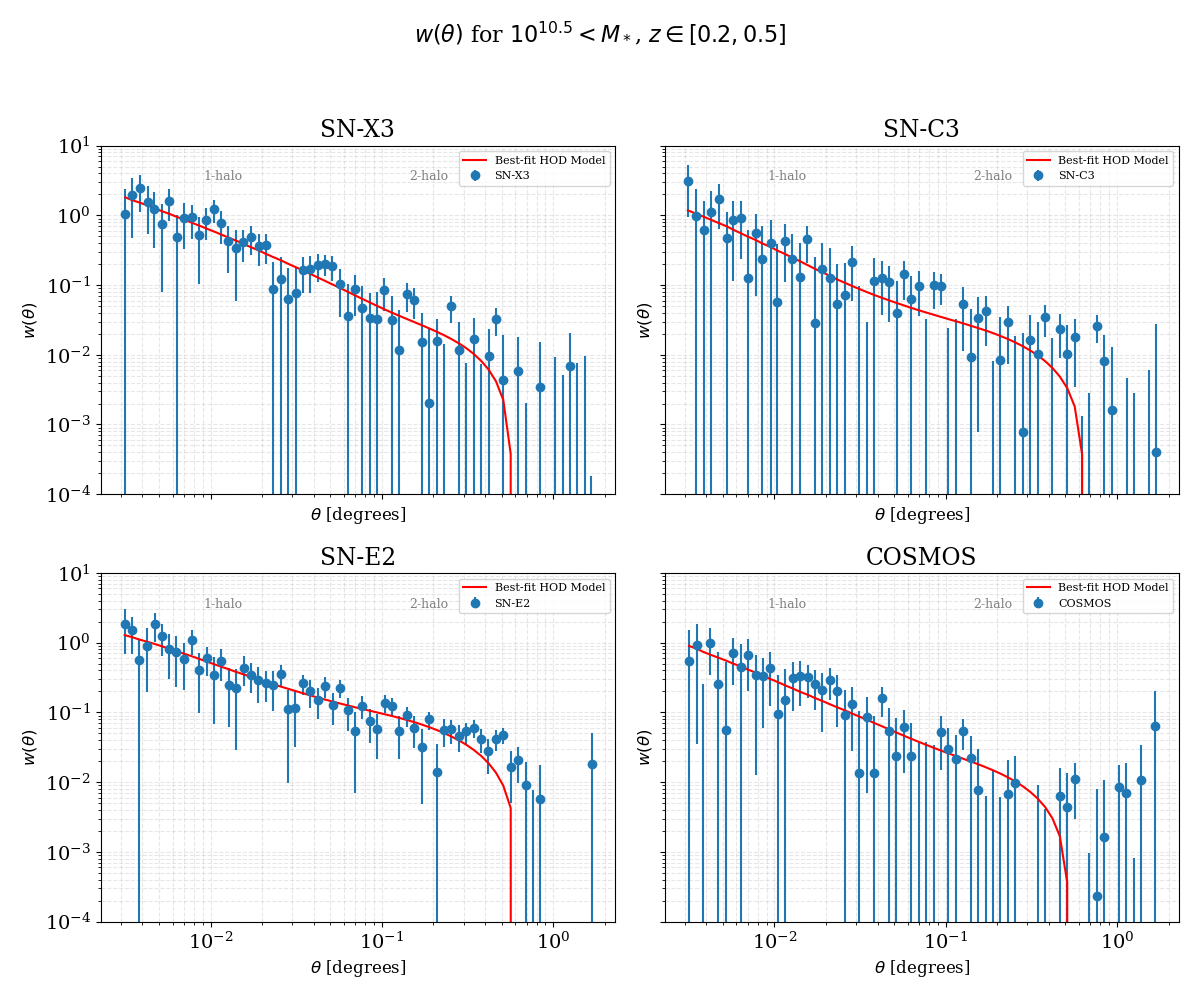 w(θ) for 10^10.5 < M_*, z ∈ [0.2, 0.5]
SN-X3
10^1
10^0
10^-1
10^-2
10^-3
10^-4
w(θ)
1-halo
2-halo
Best-fit HOD Model
SN-X3
θ [degrees]
SN-C3
w(θ)
1-halo
2-halo
Best-fit HOD Model
SN-C3
θ [degrees]
SN-E2
10^1
10^0
10^-1
10^-2
10^-3
10^-4
w(θ)
1-halo
2-halo
Best-fit HOD Model
SN-E2
10^-2
10^-1
10^0
θ [degrees]
COSMOS
w(θ)
1-halo
2-halo
Best-fit HOD Model
COSMOS
10^-2
10^-1
10^0
θ [degrees]